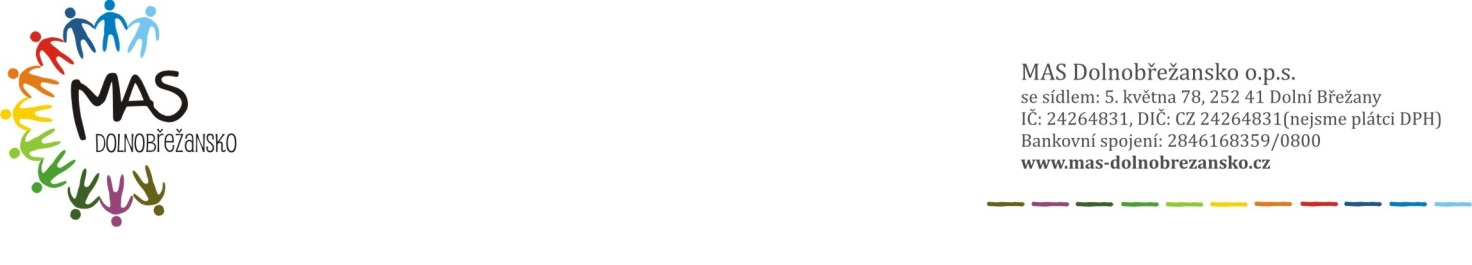 MAS
DOLNOBŘEŽANSKO
MAS Dolnobřežansko o.p.s.
se sídlem: 5. května 78, 252 41 Dolní Břežany
IČ: 24264831, DIČ: CZ 24264831(nejsme plátci DPH)
Bankovní spojení: 2846168359/0800
www.mas-dolnobrezansko.cz